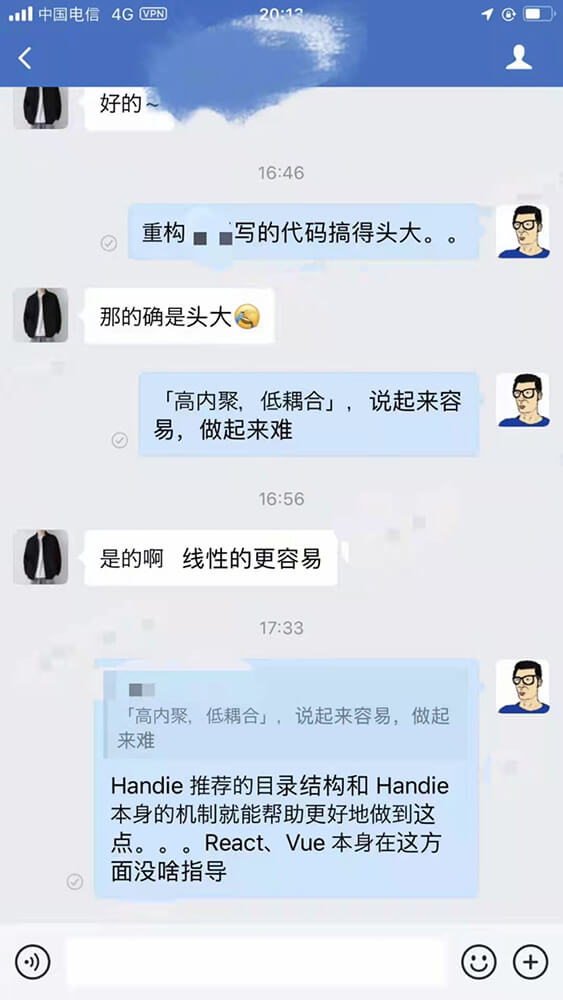 中国电信 4G VPN 20:13
好的~
16:46
重构 写的代码搞得头大。。
那的确是头大
「高内聚,低耦合」,说起来容
易,做起来难
16:56
是的啊 线性的更容易
17:33
「高内聚,低耦合」,说起来容易,做起
来难
Handie 推荐的目录结构和 Handie
本身的机制就能帮助更好地做到这
点。。。React、Vue 本身在这方
面没啥指导